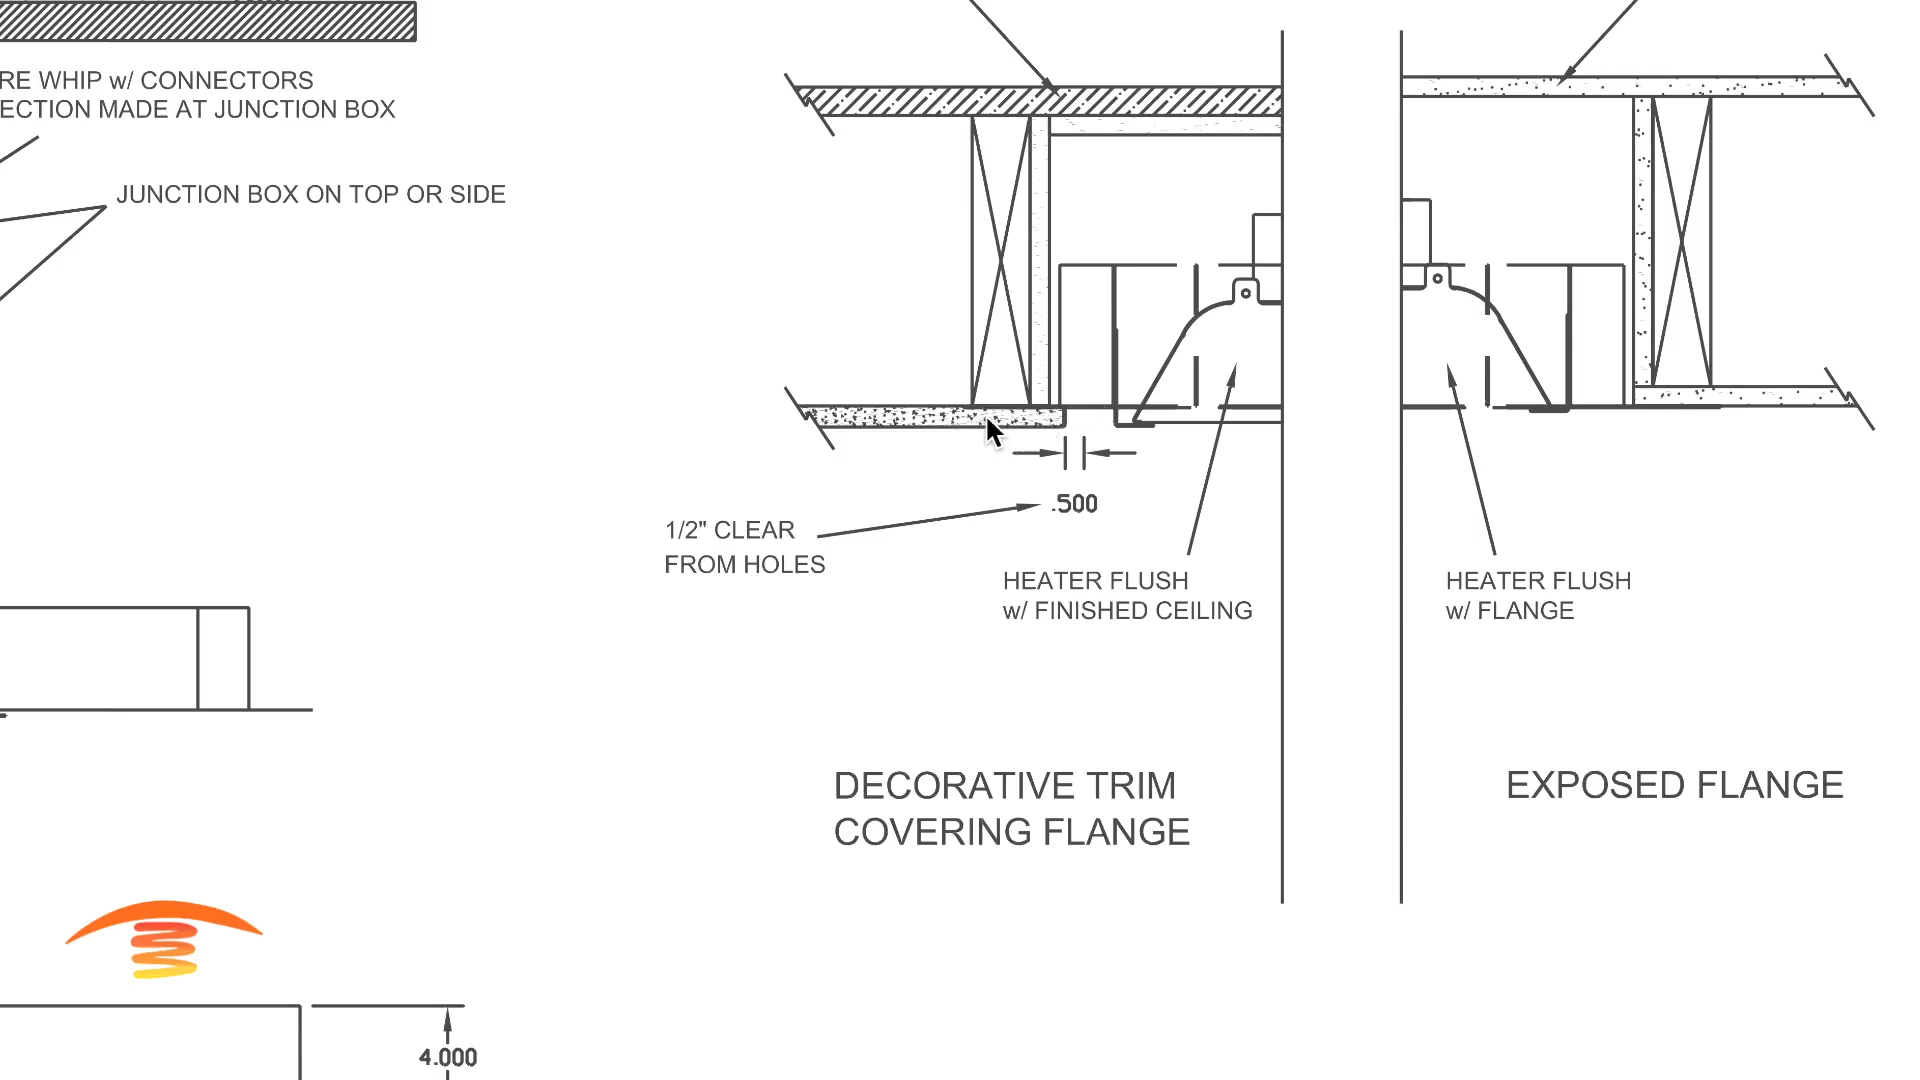 RE WHIP w/ CONNECTORS
ECTION MADE AT JUNCTION BOX
JUNCTION BOX ON TOP OR SIDE
.500
1/2" CLEAR
FROM HOLES
HEATER FLUSH
w/ FINISHED CEILING
HEATER FLUSH
w/ FLANGE
DECORATIVE TRIM
COVERING FLANGE
EXPOSED FLANGE
4.000